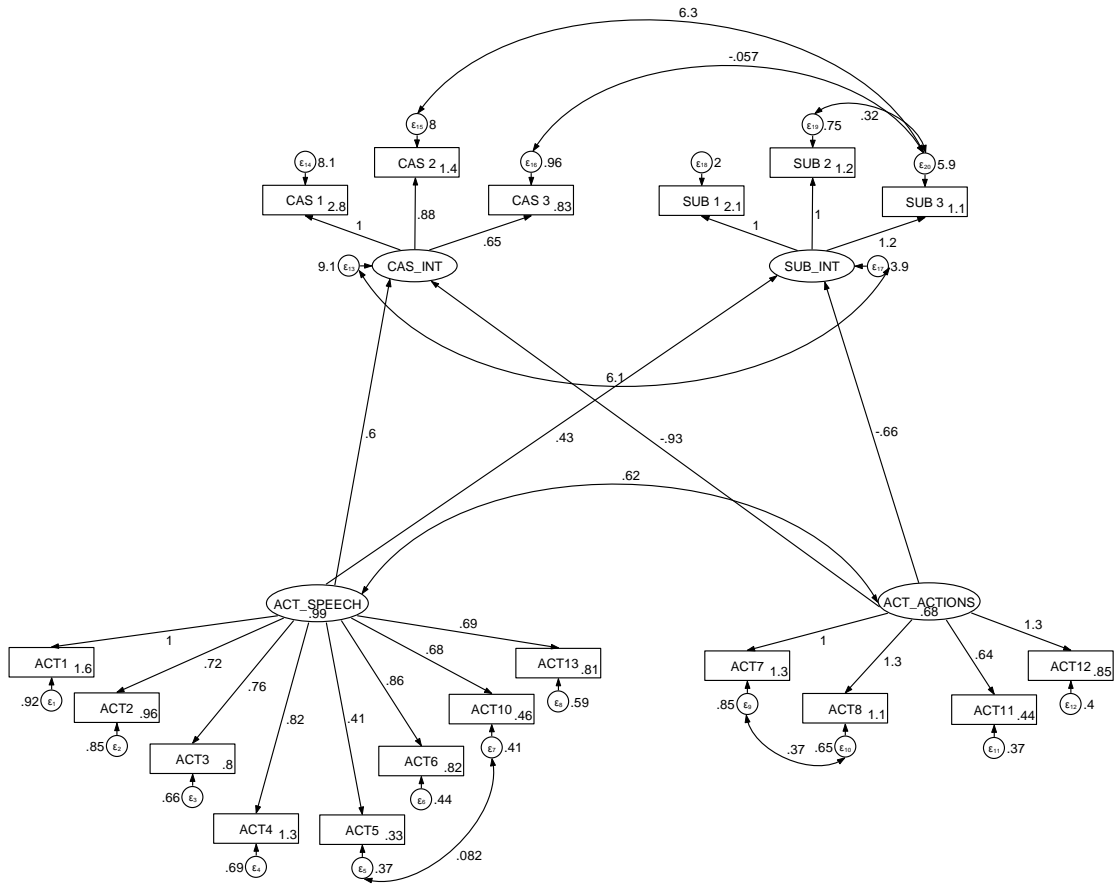 6.3
-.057
ε15 8
.32
ε19 .75
CAS 2 1.4
ε14 8.1
ε16 .96
SUB 2 1.2
ε18 2
ε20 5.9
CAS 1 2.8
CAS 3 .83
SUB 1 2.1
SUB 3 1.1
1
.88
.65
1
1
1.2
9.1 ε13
CAS_INT
SUB_INT
ε17 3.9
6.1
.6
.43
-.93
-.66
.62
ACT_SPEECH
.99
ACT_ACTIONS
.68
1
.72
.76
.82
.41
.86
.68
.69
1
1.3
.64
1.3
ACT1 1.6
ACT13 .81
ACT7 1.3
ACT12 .85
.92 ε1
ε8 .59
.85 ε9
ε12 .4
ACT2 .96
ACT10 .46
ACT8 1.1
ACT11 .44
.85 ε2
ε7 .41
.37
.65 ε10
ε11 .37
ACT3 .8
ACT6 .82
.66 ε3
ε6 .44
ACT4 1.3
ACT5 .33
.082
.69 ε4
ε5 .37